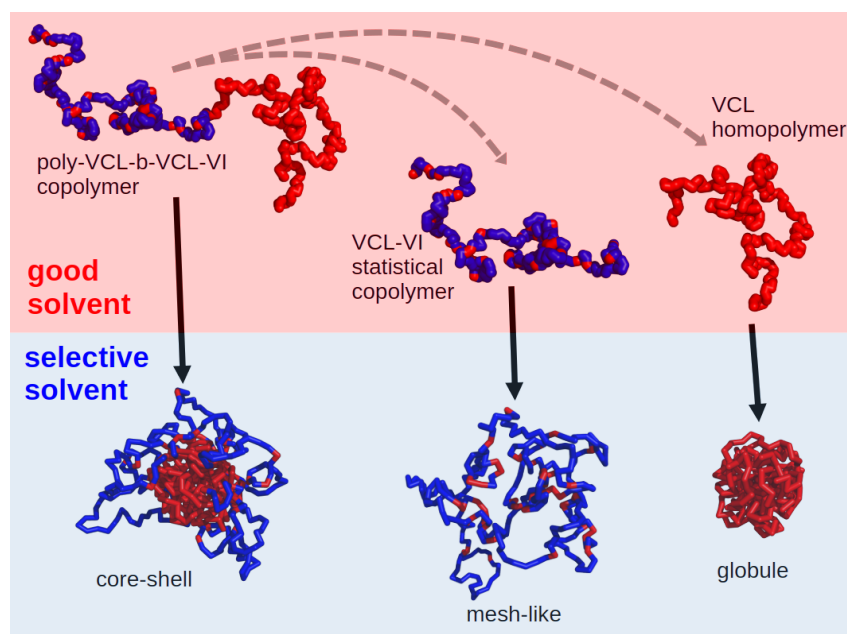 VCL
homopolymer
poly-VCL-b-VCL-VI
copolymer
VCL-VI
statistical
copolymer
good
solvent
selective
solvent
core-shell
mesh-like
globule